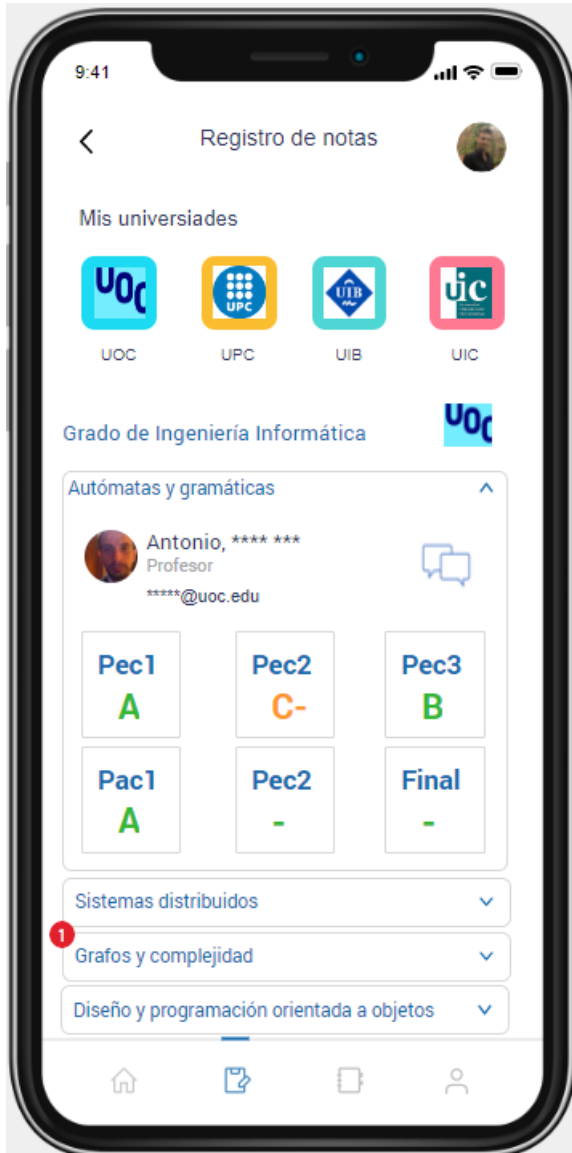 9:41
Registro de notas
Mis universiades
UOC UPC UIB uic
UOC UPC UIB UIC
Grado de Ingeniería Informática UOC
Autómatas y gramáticas
Antonio, **** ***
Profesor
*****@uoc.edu
Pec1 Pec2 Pec3
A C- B
Pac1 Pec2 Final
A - -
Sistemas distribuidos
1
Grafos y complejidad
Diseño y programación orientada a objetos